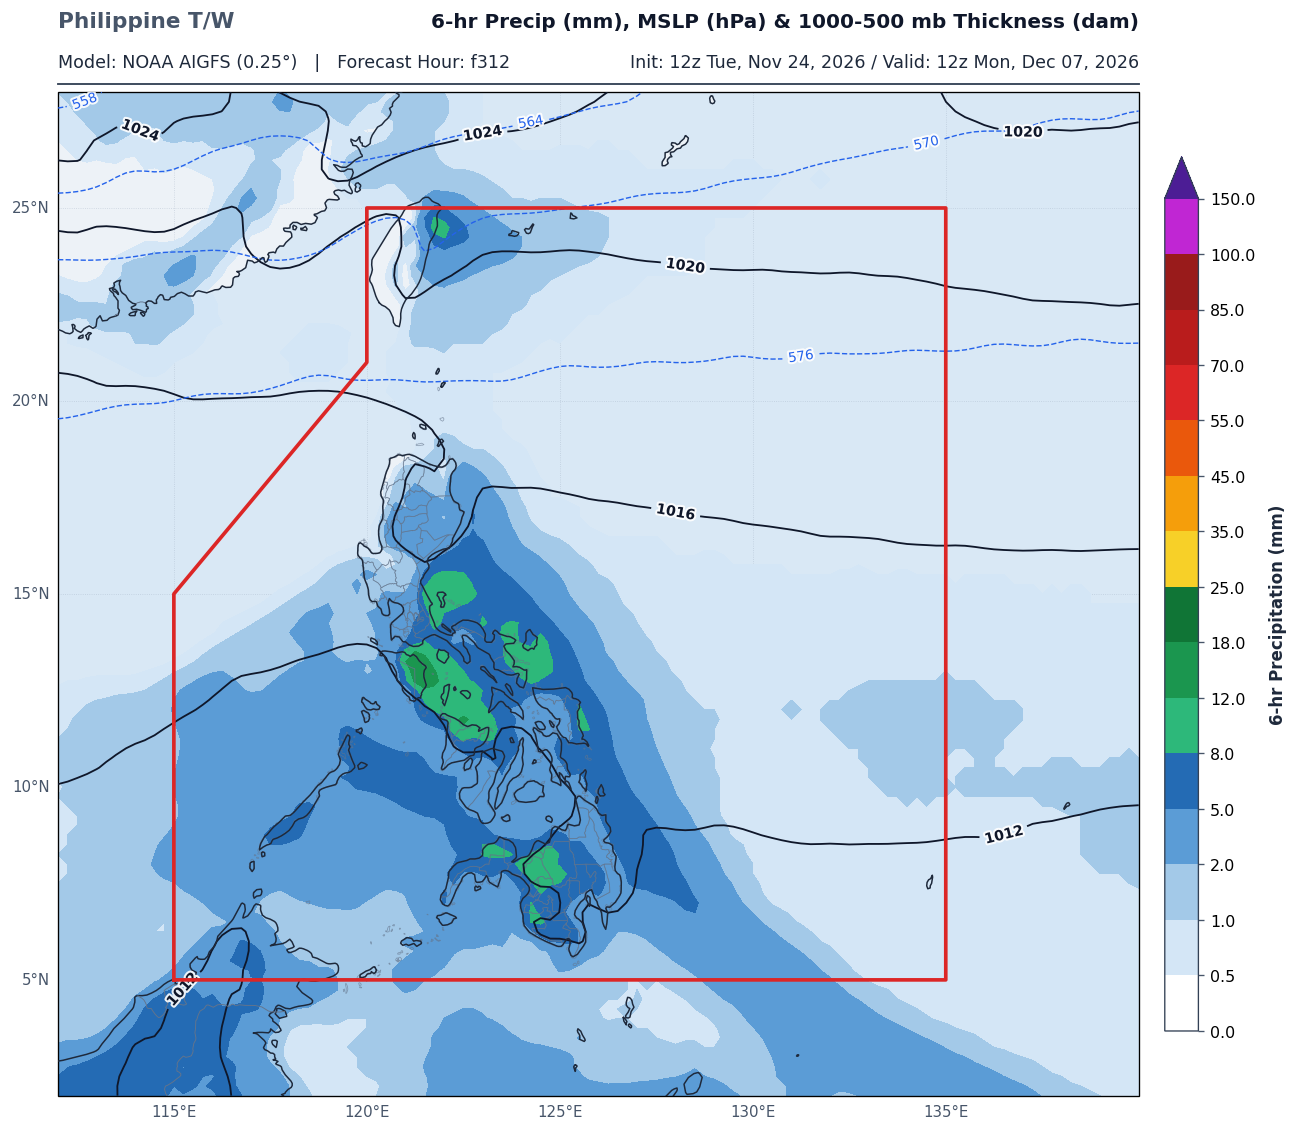 Philippine T/W
6-hr Precip (mm), MSLP (hPa) & 1000-500 mb Thickness (dam)
Model: NOAA AIGFS (0.25°) | Forecast Hour: f312
Init: 12z Tue, Nov 24, 2026 / Valid: 12z Mon, Dec 07, 2026
558
1024
1024
564
570
1020
25°N
1020
576
20°N
1016
15°N
10°N
1012
5°N
1012
115°E
120°E
125°E
130°E
135°E
150.0
100.0
85.0
70.0
55.0
45.0
35.0
25.0
18.0
12.0
8.0
5.0
2.0
1.0
0.5
0.0
6-hr Precipitation (mm)